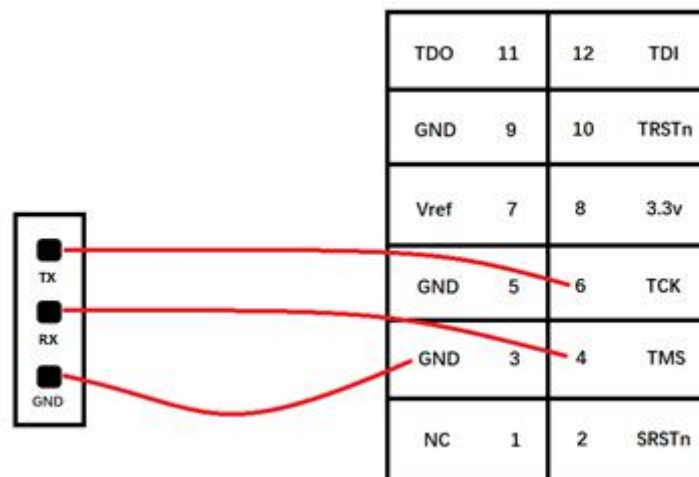 TDO 11 12 TDI
GND 9 10 TRSTn
Vref 7 8 3.3v
GND 5 6 TCK
GND 3 4 TMS
NC 1 2 SRSTn
TX
RX
GND